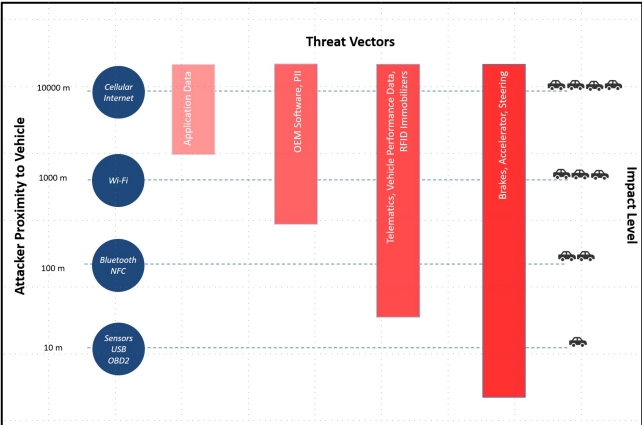 Threat Vectors
Attacker Proximity to Vehicle
10000 m
Cellular
Internet
1000 m
Wi-Fi
100 m
Bluetooth
NFC
10 m
Sensors
USB
OBD2
Application Data
OEM Software, PII
Telematics, Vehicle Performance Data,
RFID Immobilizers
Brakes, Accelerator, Steering
Impact Level